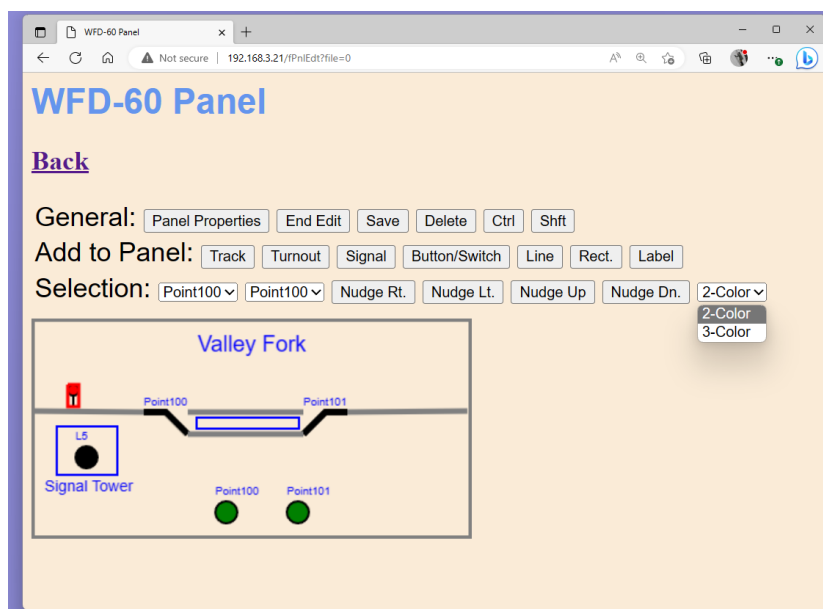 WFD-60 Panel
Not secure | 192.168.3.21/fPnlEdt?file=0
WFD-60 Panel
Back
General: Panel Properties End Edit Save Delete Ctrl Shft
Add to Panel: Track Turnout Signal Button/Switch Line Rect. Label
Selection: Point100 Point100 Nudge Rt. Nudge Lt. Nudge Up Nudge Dn. 2-Color
2-Color
3-Color
Valley Fork
Point100 Point101
L5
Signal Tower
Point100 Point101